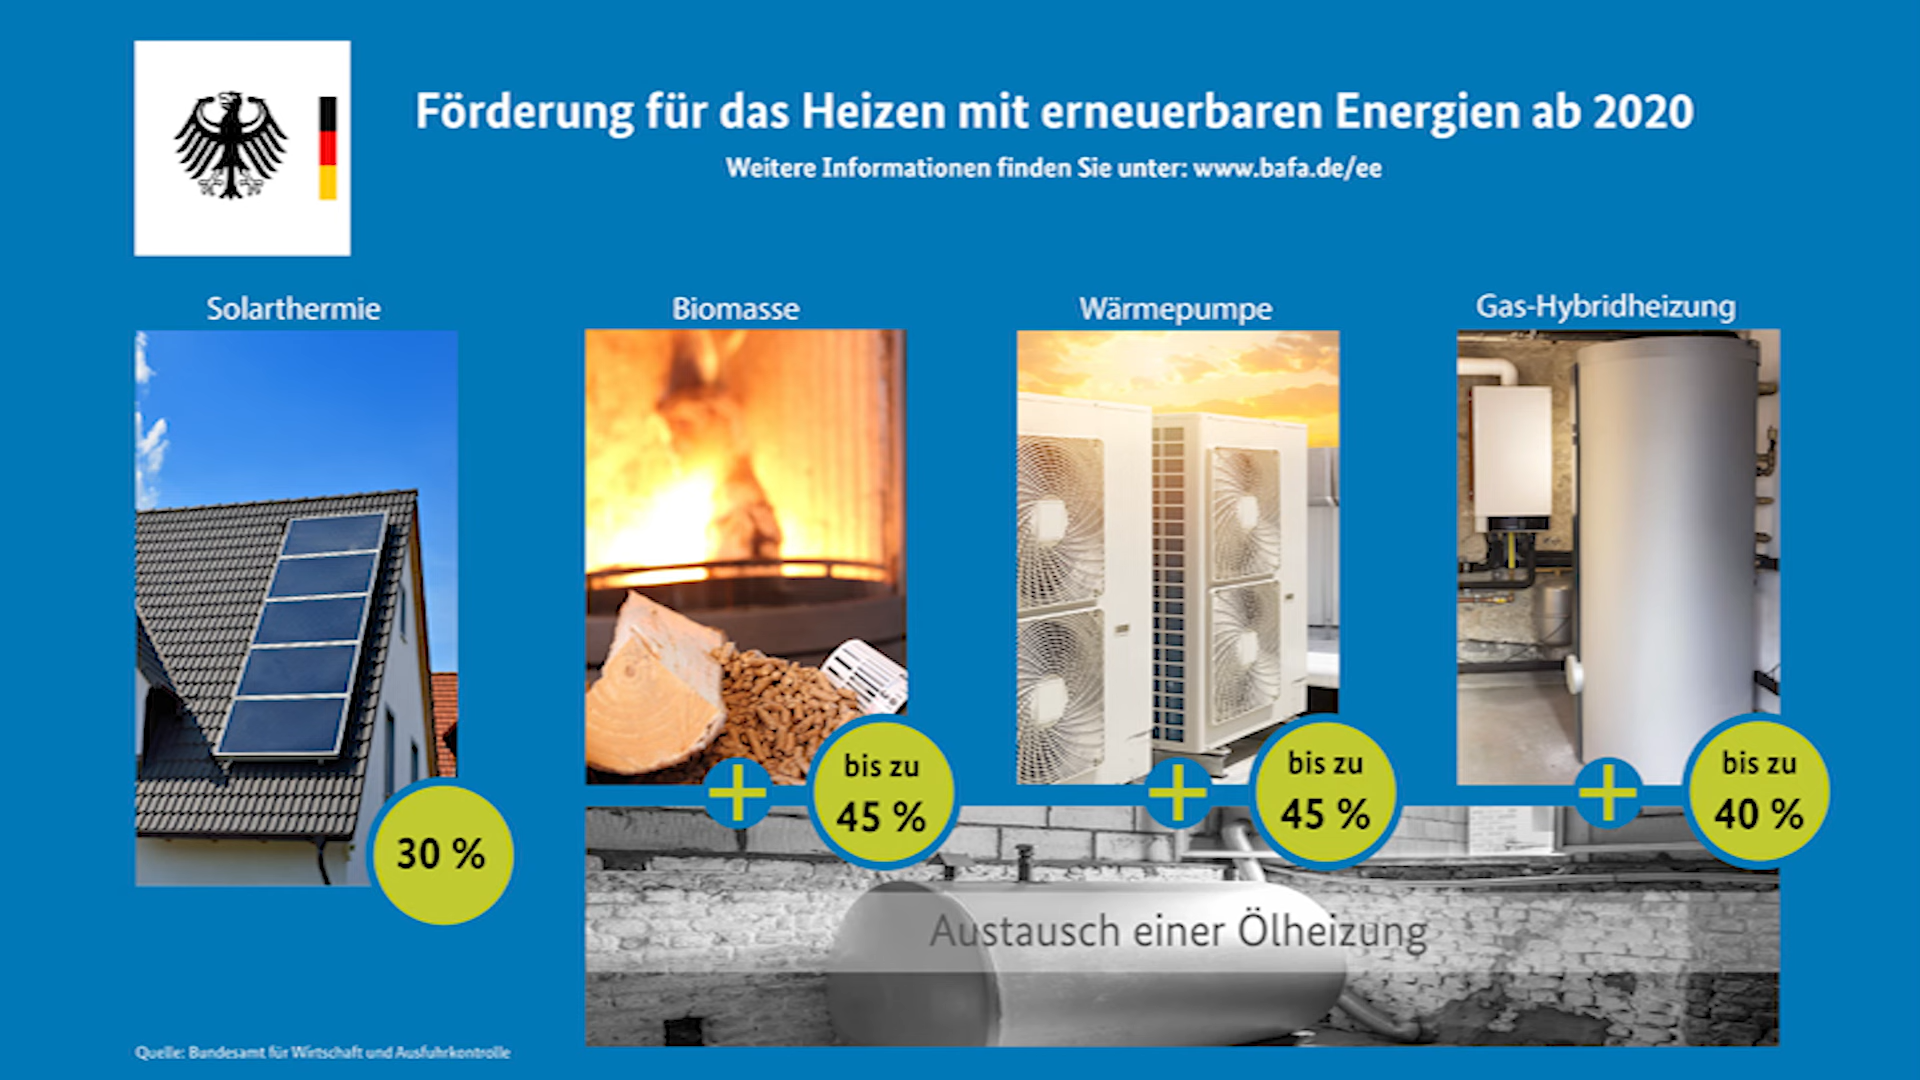 Förderung für das Heizen mit erneuerbaren Energien ab 2020
Weitere Informationen finden Sie unter: www.bafa.de/ee
Solarthermie
Biomasse
Wärmepumpe
Gas-Hybridheizung
30 %
bis zu
45 %
bis zu
45 %
bis zu
40 %
Austausch einer Ölheizung
Quelle: Bundesamt für Wirtschaft und Ausfuhrkontrolle